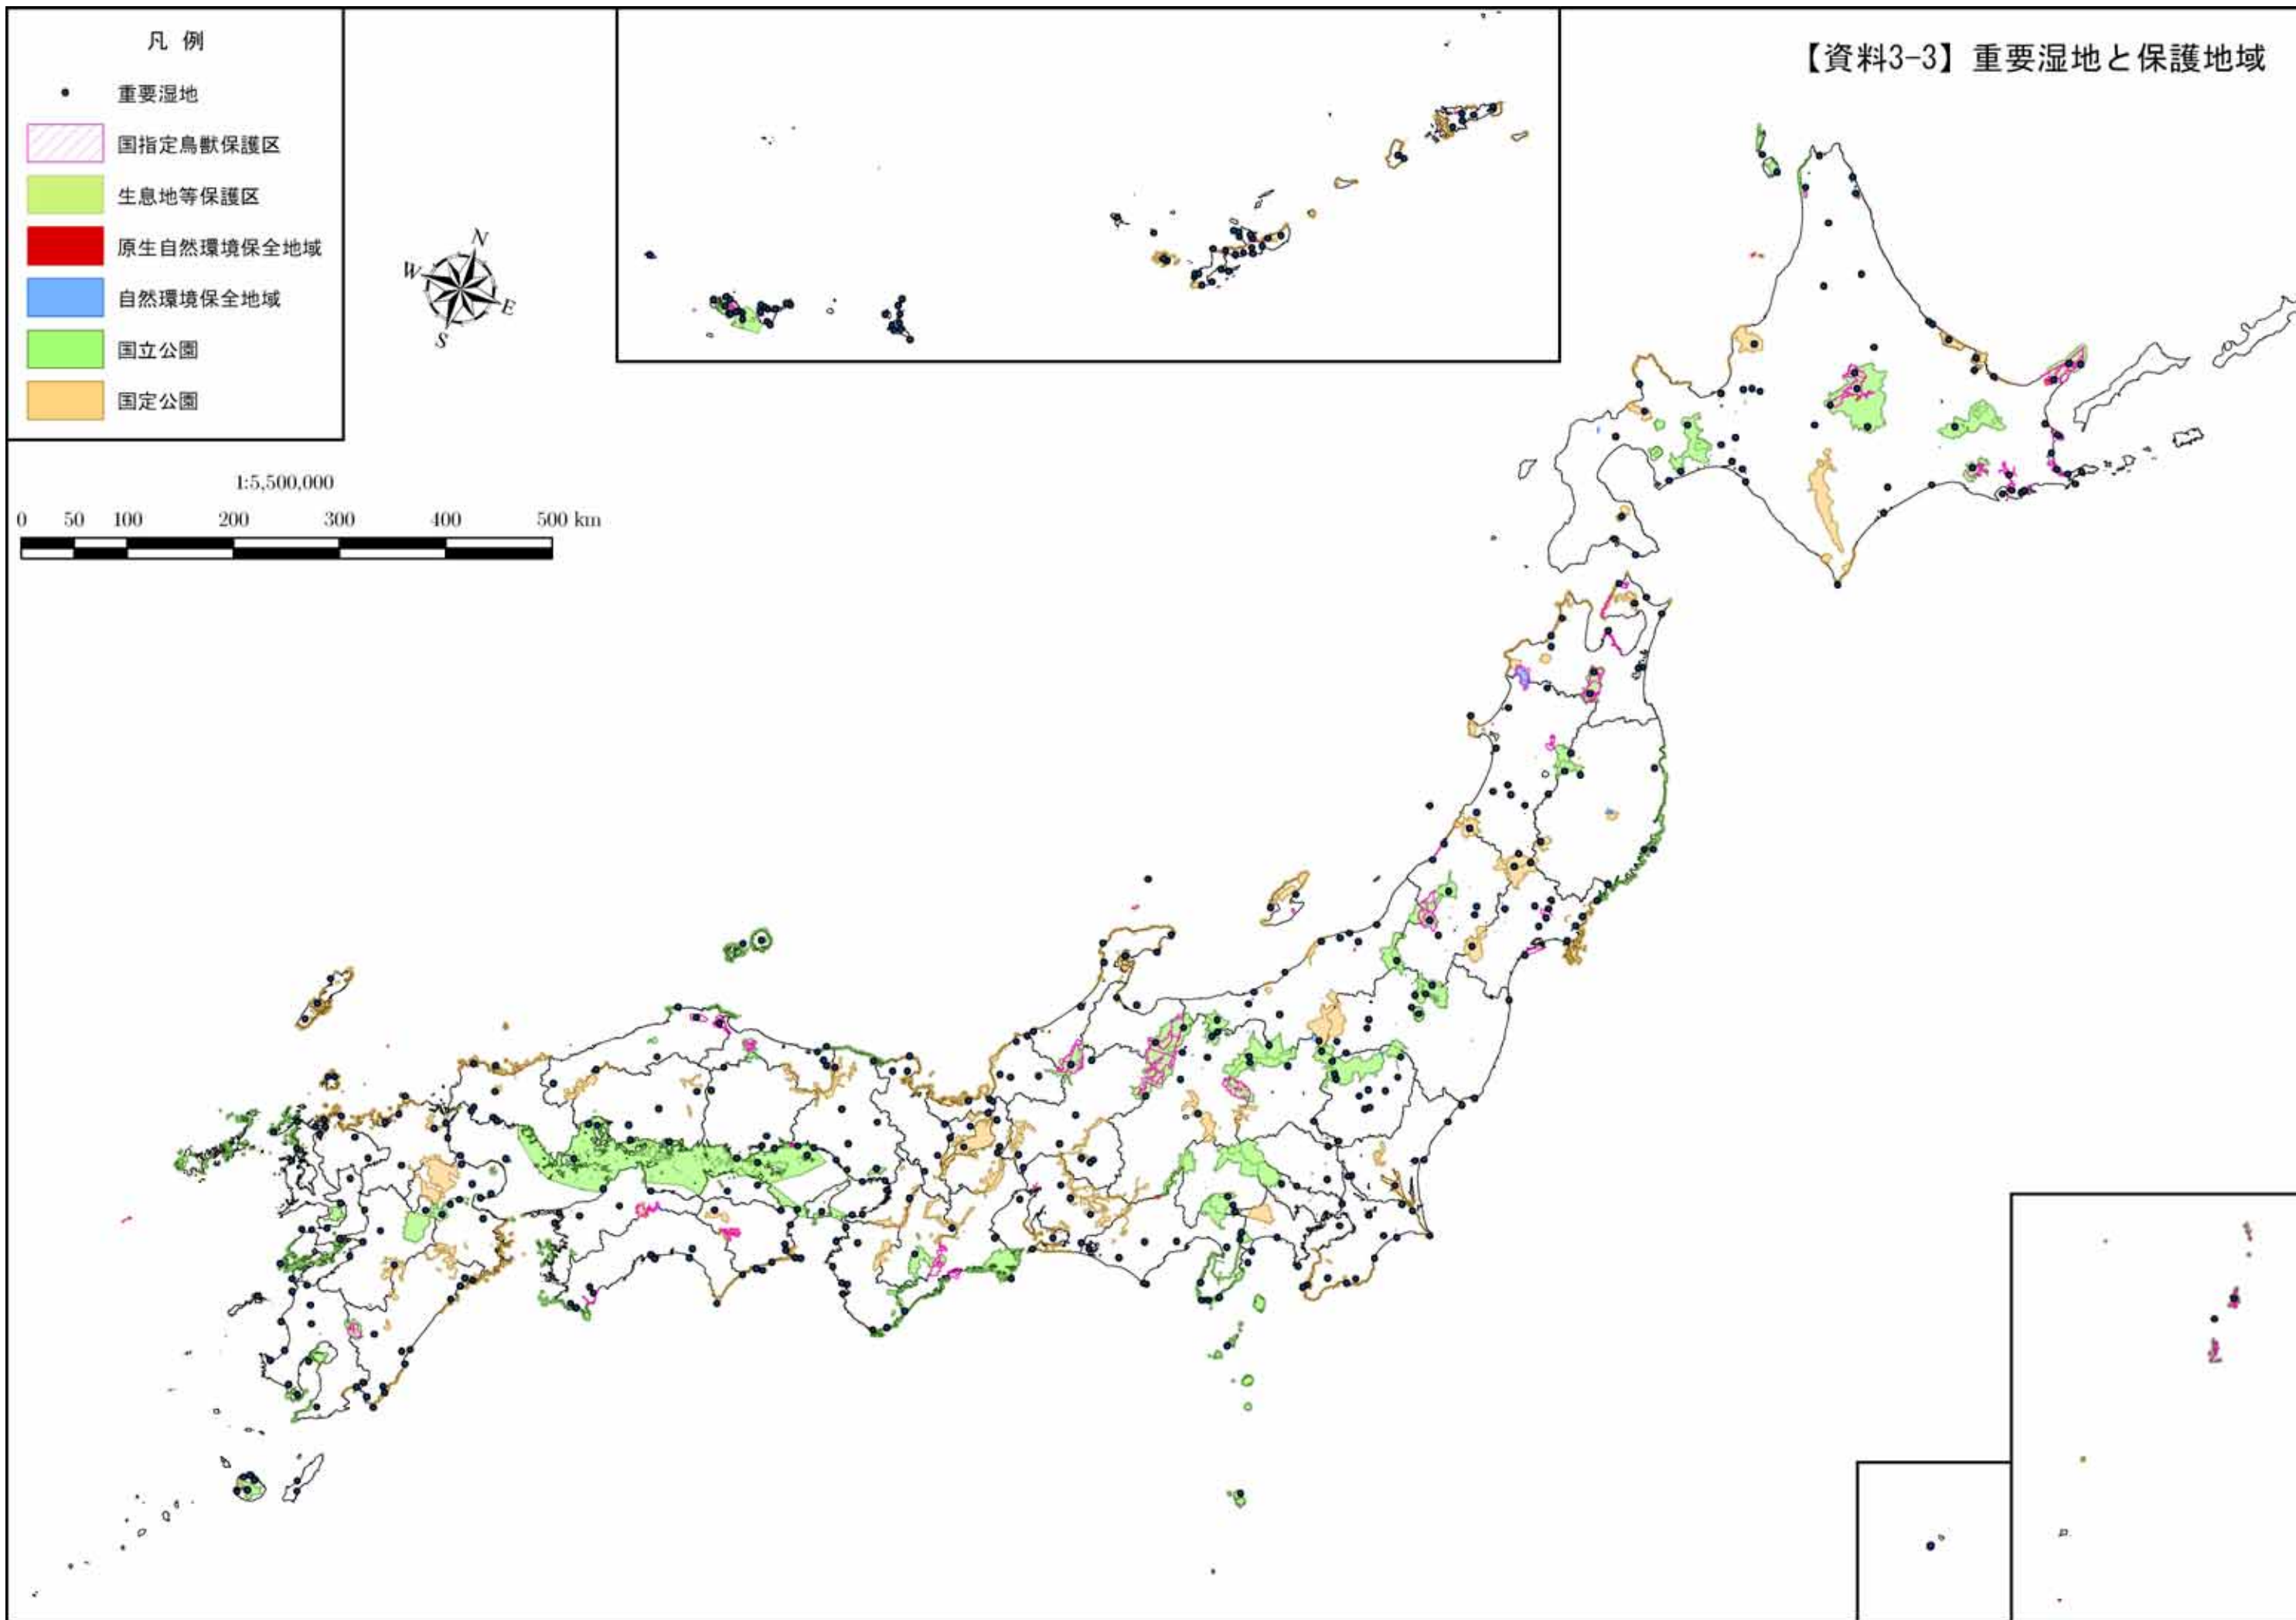 【資料3-3】重要湿地と保護地域
凡 例
重要湿地
国指定鳥獣保護区
生息地等保護区
原生自然環境保全地域
自然環境保全地域
国立公園
国定公園
N
W
E
S
1:5,500,000
0 50 100 200 300 400 500 km